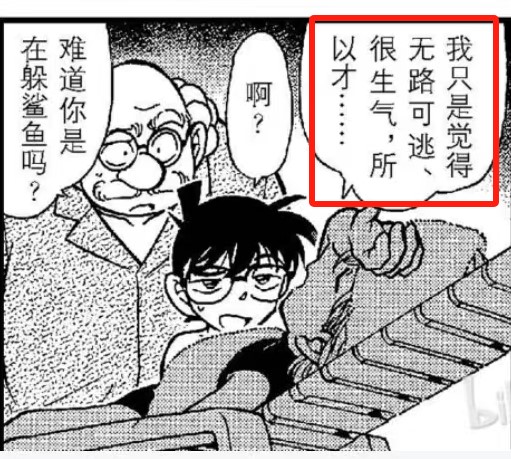 我只是觉得
无路可逃、
很生气，所
以才……
啊？
难道你是
在躲鲨鱼吗？
bi